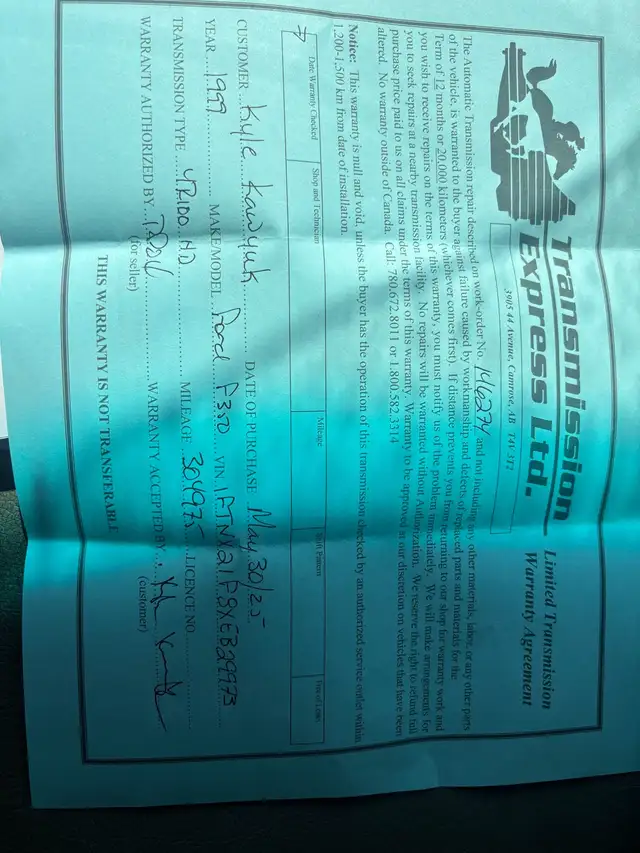 Transmission
Express Ltd.
3905 44 Avenue, Camrose, AB T4V 3T7
Limited Transmission
Warranty Agreement
The Automatic Transmission repair described on work-order No. 146274 and not including any other materials, labor, or any other parts
of the vehicle, is warranted to the buyer against failure caused by workmanship and defects of replaced parts and materials for the
Term of 12 months or 20,000 kilometers (whichever comes first). If distance prevents you from returning to our shop for warranty work and
you wish to receive repairs on the terms of this warranty, you must notify us of the problem immediately. We will make arrangements for
you to seek repairs at a nearby transmission facility. No repairs will be warranted without Authorization. We reserve the right to refund full
purchase price paid to us on all claims under the terms of this warranty. Warranty to be approved at our discretion on vehicles that have been
altered. No warranty outside of Canada. Call: 780.672.8011 or 1.800.582.3314
Notice: This warranty is null and void, unless the buyer has the operation of this transmission checked by an authorized service outlet within
1,200-1,500 km from date of installation.
Date Warranty Checked Shop and Technician Mileage Shift Pattern
CUSTOMER ... Kyle Kawyuk ... DATE OF PURCHASE ... May 30/25
YEAR ... 1999 ... MAKE/MODEL ... Ford F350 ... VIN 1FTNX21F8XEB29973
TRANSMISSION TYPE ... 4R100 HD ... MILEAGE 304975 ... LICENCE NO. ...
WARRANTY AUTHORIZED BY ... WARRANTY ACCEPTED BY ...
(for seller) (customer)
THIS WARRANTY IS NOT TRANSFERABLE